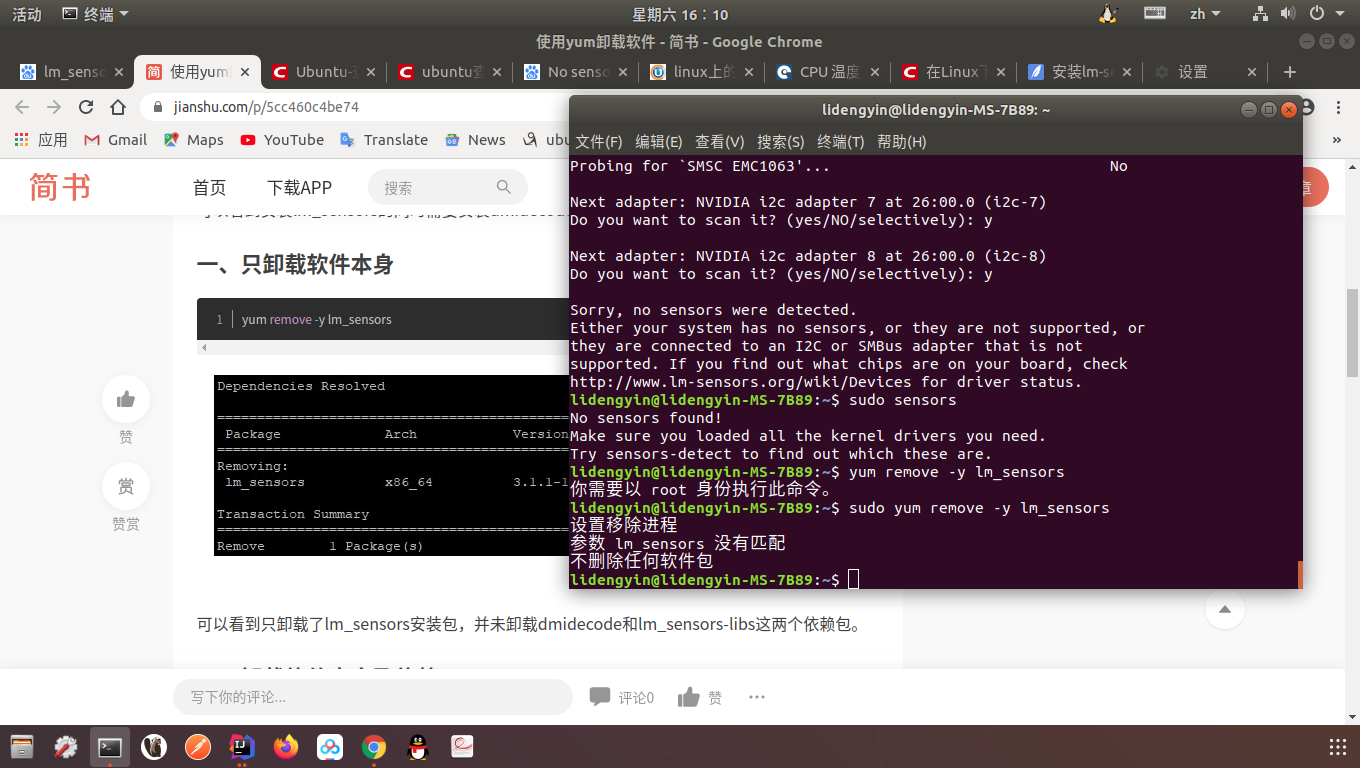 活动 终端 星期六 16：10 zh
使用yum卸载软件 - 简书 - Google Chrome
lm_senso 使用yum Ubuntu- ubuntu查 No senso linux上的 CPU 温度 在Linux 安装lm-se 设置
jianshu.com/p/5cc460c4be74
应用 Gmail Maps YouTube Translate News ubu »
简书 首页 下载APP 搜索 章
一、只卸载软件本身
1 yum remove -y lm_sensors
Dependencies Resolved
Package Arch Version
Removing:
lm_sensors x86_64 3.1.1-1
Transaction Summary
Remove 1 Package(s)
赞
赏
赞赏
可以看到只卸载了lm_sensors安装包，并未卸载dmidecode和lm_sensors-libs这两个依赖包。
写下你的评论... 评论0 赞 ...
lidengyin@lidengyin-MS-7B89: ~
文件(F) 编辑(E) 查看(V) 搜索(S) 终端(T) 帮助(H)
Probing for `SMSC EMC1063'... No
Next adapter: NVIDIA i2c adapter 7 at 26:00.0 (i2c-7)
Do you want to scan it? (yes/NO/selectively): y
Next adapter: NVIDIA i2c adapter 8 at 26:00.0 (i2c-8)
Do you want to scan it? (yes/NO/selectively): y
Sorry, no sensors were detected.
Either your system has no sensors, or they are not supported, or
they are connected to an I2C or SMBus adapter that is not
supported. If you find out what chips are on your board, check
http://www.lm-sensors.org/wiki/Devices for driver status.
lidengyin@lidengyin-MS-7B89:~$ sudo sensors
No sensors found!
Make sure you loaded all the kernel drivers you need.
Try sensors-detect to find out which these are.
lidengyin@lidengyin-MS-7B89:~$ yum remove -y lm_sensors
你需要以 root 身份执行此命令。
lidengyin@lidengyin-MS-7B89:~$ sudo yum remove -y lm_sensors
设置移除进程
参数 lm_sensors 没有匹配
不删除任何软件包
lidengyin@lidengyin-MS-7B89:~$